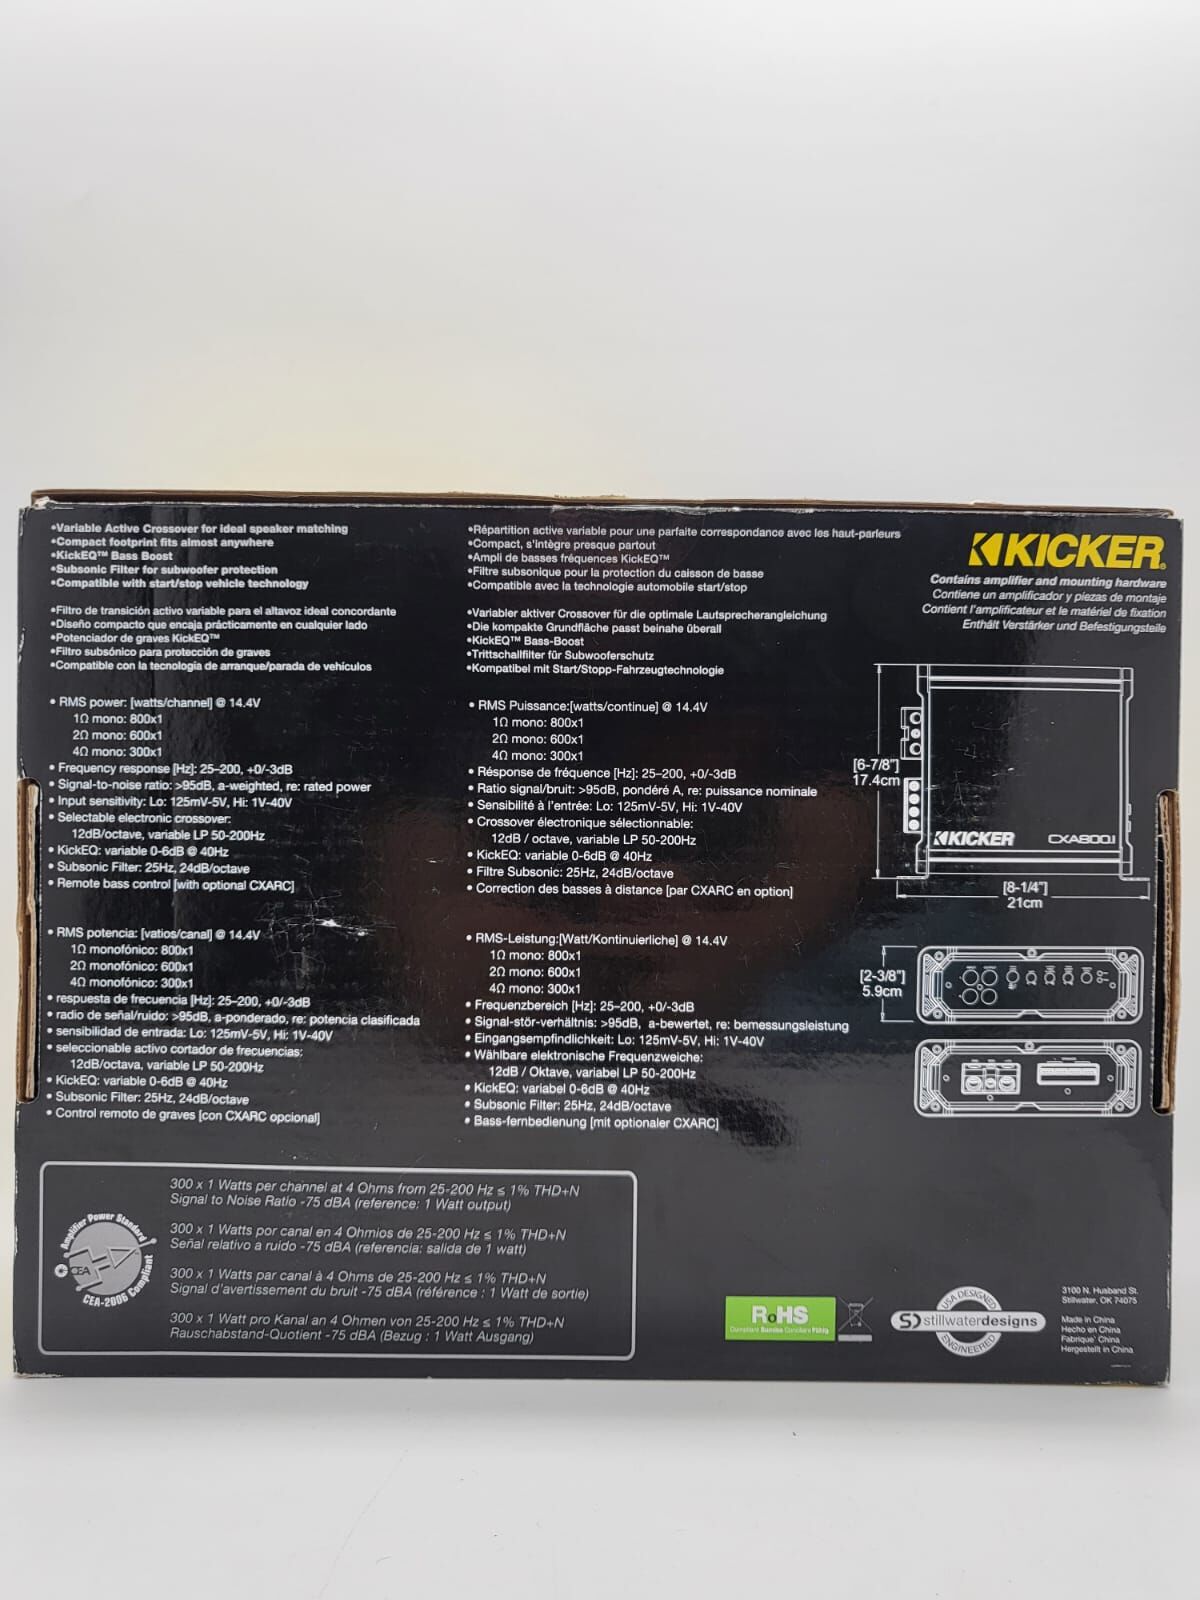 •Variable Active Crossover for ideal speaker matching
•Compact footprint fits almost anywhere
•KickEQ™ Bass Boost
•Subsonic Filter for subwoofer protection
•Compatible with start/stop vehicle technology
•Filtro de transición activo variable para el altavoz ideal concordante
•Diseño compacto que encaja prácticamente en cualquier lado
•Potenciador de graves KickEQ™
•Filtro subsónico para protección de graves
•Compatible con la tecnología de arranque/parada de vehículos
• RMS power: [watts/channel] @ 14.4V
1Ω mono: 800x1
2Ω mono: 600x1
4Ω mono: 300x1
• Frequency response [Hz]: 25–200, +0/-3dB
• Signal-to-noise ratio: >95dB, a-weighted, re: rated power
• Input sensitivity: Lo: 125mV-5V, Hi: 1V-40V
• Selectable electronic crossover:
12dB/octave, variable LP 50-200Hz
• KickEQ: variable 0-6dB @ 40Hz
• Subsonic Filter: 25Hz, 24dB/octave
• Remote bass control [with optional CXARC]
• RMS potencia: [vatios/canal] @ 14.4V
1Ω monofónico: 800x1
2Ω monofónico: 600x1
4Ω monofónico: 300x1
• respuesta de frecuencia [Hz]: 25–200, +0/-3dB
• radio de señal/ruido: >95dB, a-ponderado, re: potencia clasificada
• sensibilidad de entrada: Lo: 125mV-5V, Hi: 1V-40V
• seleccionable activo cortador de frecuencias:
12dB/octava, variable LP 50-200Hz
• KickEQ: variable 0-6dB @ 40Hz
• Subsonic Filter: 25Hz, 24dB/octave
• Control remoto de graves [con CXARC opcional]
•Répartition active variable pour une parfaite correspondance avec les haut-parleurs
•Compact, s'intègre presque partout
•Ampli de basses fréquences KickEQ™
•Filtre subsonique pour la protection du caisson de basse
•Compatible avec la technologie automobile start/stop
•Variabler aktiver Crossover für die optimale Lautsprecherangleichung
•Die kompakte Grundfläche passt beinahe überall
•KickEQ™ Bass-Boost
•Trittschallfilter für Subwooferschutz
•Kompatibel mit Start/Stopp-Fahrzeugtechnologie
• RMS Puissance:[watts/continue] @ 14.4V
1Ω mono: 800x1
2Ω mono: 600x1
4Ω mono: 300x1
• Résponse de fréquence [Hz]: 25–200, +0/-3dB
• Ratio signal/bruit: >95dB, pondéré A, re: puissance nominale
• Sensibilité à l'entrée: Lo: 125mV-5V, Hi: 1V-40V
• Crossover électronique sélectionnable:
12dB / octave, variable LP 50-200Hz
• KickEQ: variable 0-6dB @ 40Hz
• Filtre Subsonic: 25Hz, 24dB/octave
• Correction des basses à distance [par CXARC en option]
• RMS-Leistung:[Watt/Kontinuierliche] @ 14.4V
1Ω mono: 800x1
2Ω mono: 600x1
4Ω mono: 300x1
• Frequenzbereich [Hz]: 25–200, +0/-3dB
• Signal-stör-verhältnis: >95dB, a-bewertet, re: bemessungsleistung
• Eingangsempfindlichkeit: Lo: 125mV-5V, Hi: 1V-40V
• Wählbare elektronische Frequenzweiche:
12dB / Oktave, variabel LP 50-200Hz
• KickEQ: variabel 0-6dB @ 40Hz
• Subsonic Filter: 25Hz, 24dB/octave
• Bass-fernbedienung [mit optionaler CXARC]
KICKER®
Contains amplifier and mounting hardware
Contiene un amplificador y piezas de montaje
Contient l'amplificateur et le matériel de fixation
Enthält Verstärker und Befestigungsteile
[6-7/8"]
17.4cm
KICKER CXA800.1
[8-1/4"]
21cm
[2-3/8"]
5.9cm
Amplifier Power Standard
CEA
CEA-2006 Compliant
300 x 1 Watts per channel at 4 Ohms from 25-200 Hz ≤ 1% THD+N
Signal to Noise Ratio -75 dBA (reference: 1 Watt output)
300 x 1 Watts por canal en 4 Ohmios de 25-200 Hz ≤ 1% THD+N
Señal relativo a ruido -75 dBA (referencia: salida de 1 watt)
300 x 1 Watts par canal à 4 Ohms de 25-200 Hz ≤ 1% THD+N
Signal d'avertissement du bruit -75 dBA (référence : 1 Watt de sortie)
300 x 1 Watt pro Kanal an 4 Ohmen von 25-200 Hz ≤ 1% THD+N
Rauschabstand-Quotient -75 dBA (Bezug : 1 Watt Ausgang)
RoHS
USA DESIGNED
SD stillwaterdesigns
ENGINEERED
3100 N. Husband St.
Stillwater, OK 74075
Made in China
Hecho en China
Fabrique' China
Hergestellt in China